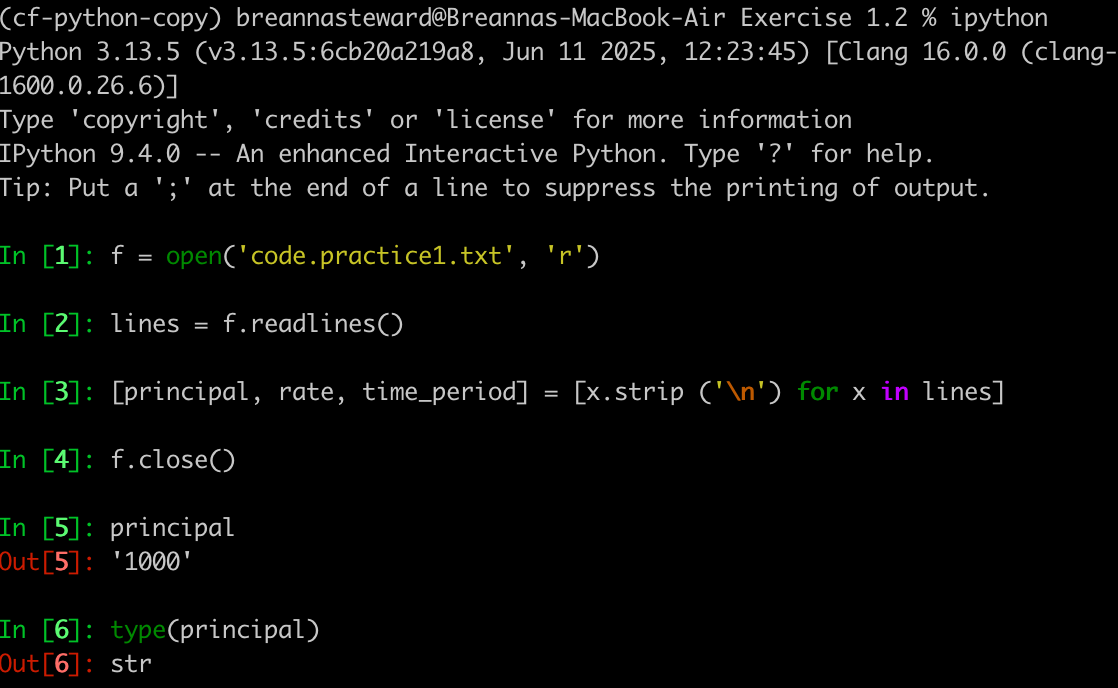 (cf-python-copy) breannasteward@Breannas-MacBook-Air Exercise 1.2 % ipython
Python 3.13.5 (v3.13.5:6cb20a219a8, Jun 11 2025, 12:23:45) [Clang 16.0.0 (clang-
1600.0.26.6)]
Type 'copyright', 'credits' or 'license' for more information
IPython 9.4.0 -- An enhanced Interactive Python. Type '?' for help.
Tip: Put a ';' at the end of a line to suppress the printing of output.
In [1]: f = open('code.practice1.txt', 'r')
In [2]: lines = f.readlines()
In [3]: [principal, rate, time_period] = [x.strip ('\n') for x in lines]
In [4]: f.close()
In [5]: principal
Out[5]: '1000'
In [6]: type(principal)
Out[6]: str